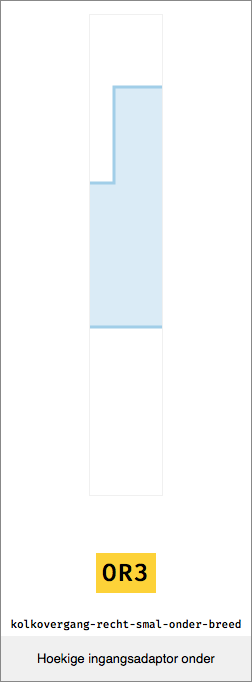 OR3
kolkovergang-recht-smal-onder-breed
Hoekige ingangsadaptor onder